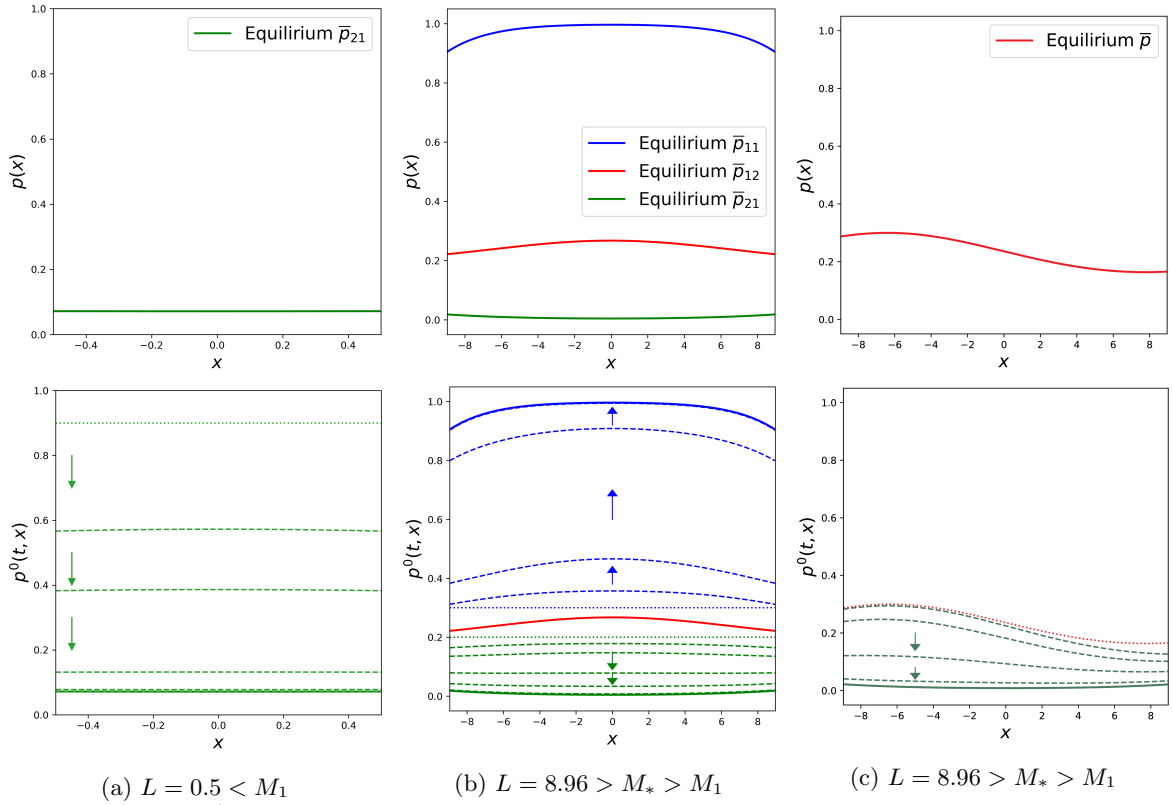 1.0
0.8
0.6
0.4
0.2
0.0
p(x)
Equilirium p̅₂₁
−0.4 −0.2 0.0 0.2 0.4
x
1.0
0.8
0.6
0.4
0.2
0.0
p(x)
Equilirium p̅₁₁
Equilirium p̅₁₂
Equilirium p̅₂₁
−8 −6 −4 −2 0 2 4 6 8
x
1.0
0.8
0.6
0.4
0.2
0.0
p(x)
Equilirium p̅
−8 −6 −4 −2 0 2 4 6 8
x
1.0
0.8
0.6
0.4
0.2
0.0
p⁰(t, x)
−0.4 −0.2 0.0 0.2 0.4
x
1.0
0.8
0.6
0.4
0.2
0.0
p⁰(t, x)
−8 −6 −4 −2 0 2 4 6 8
x
1.0
0.8
0.6
0.4
0.2
0.0
p⁰(t, x)
−8 −6 −4 −2 0 2 4 6 8
x
(a) L = 0.5 < M₁
(b) L = 8.96 > M∗ > M₁
(c) L = 8.96 > M∗ > M₁